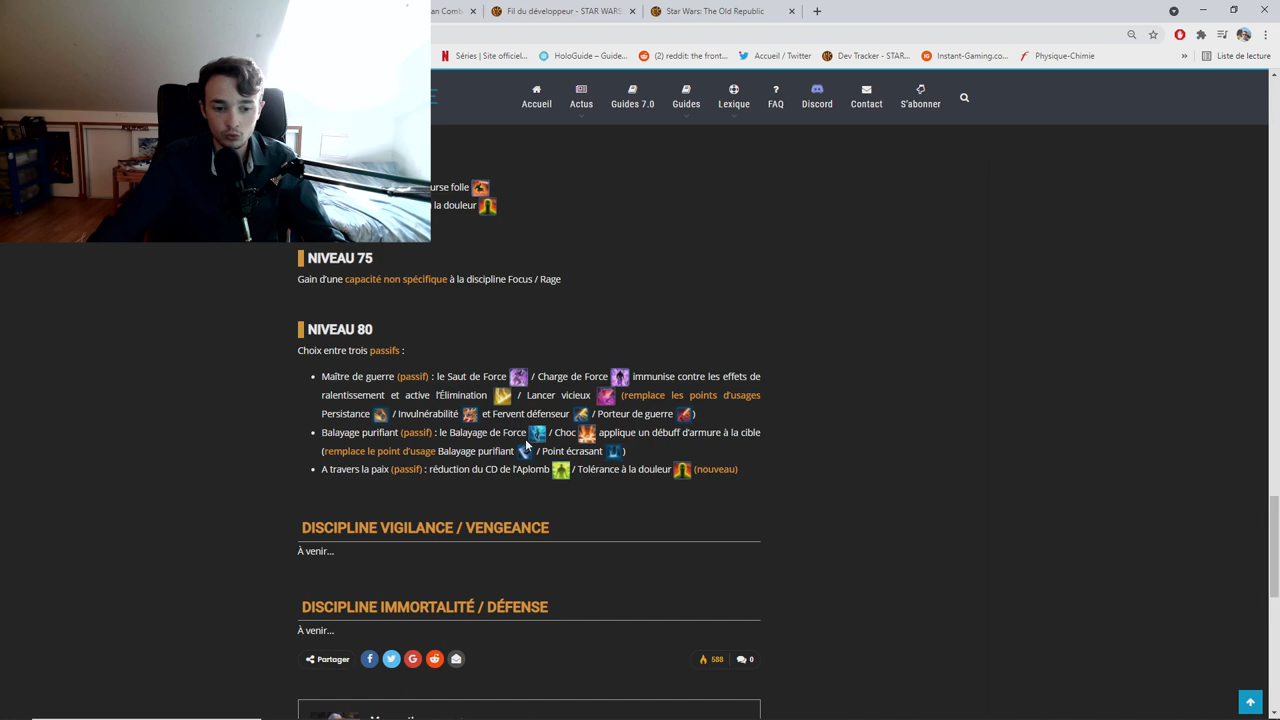 an Comb
Fil du développeur - STAR WARS
Star Wars: The Old Republic
Séries | Site officiel...
HoloGuide – Guide S...
(2) reddit: the front...
Accueil / Twitter
Dev Tracker - STAR...
Instant-Gaming.co...
Physique-Chimie
Liste de lecture
Accueil Actus Guides 7.0 Guides Lexique FAQ Discord Contact S'abonner
urse folle
la douleur
NIVEAU 75
Gain d'une capacité non spécifique à la discipline Focus / Rage
NIVEAU 80
Choix entre trois passifs :
• Maître de guerre (passif) : le Saut de Force / Charge de Force immunise contre les effets de
ralentissement et active l'Élimination / Lancer vicieux (remplace les points d'usages
Persistance / Invulnérabilité et Fervent défenseur / Porteur de guerre )
• Balayage purifiant (passif) : le Balayage de Force / Choc applique un débuff d'armure à la cible
(remplace le point d'usage Balayage purifiant / Point écrasant )
• A travers la paix (passif) : réduction du CD de l'Aplomb / Tolérance à la douleur (nouveau)
DISCIPLINE VIGILANCE / VENGEANCE
À venir...
DISCIPLINE IMMORTALITÉ / DÉFENSE
À venir...
Partager
588 0